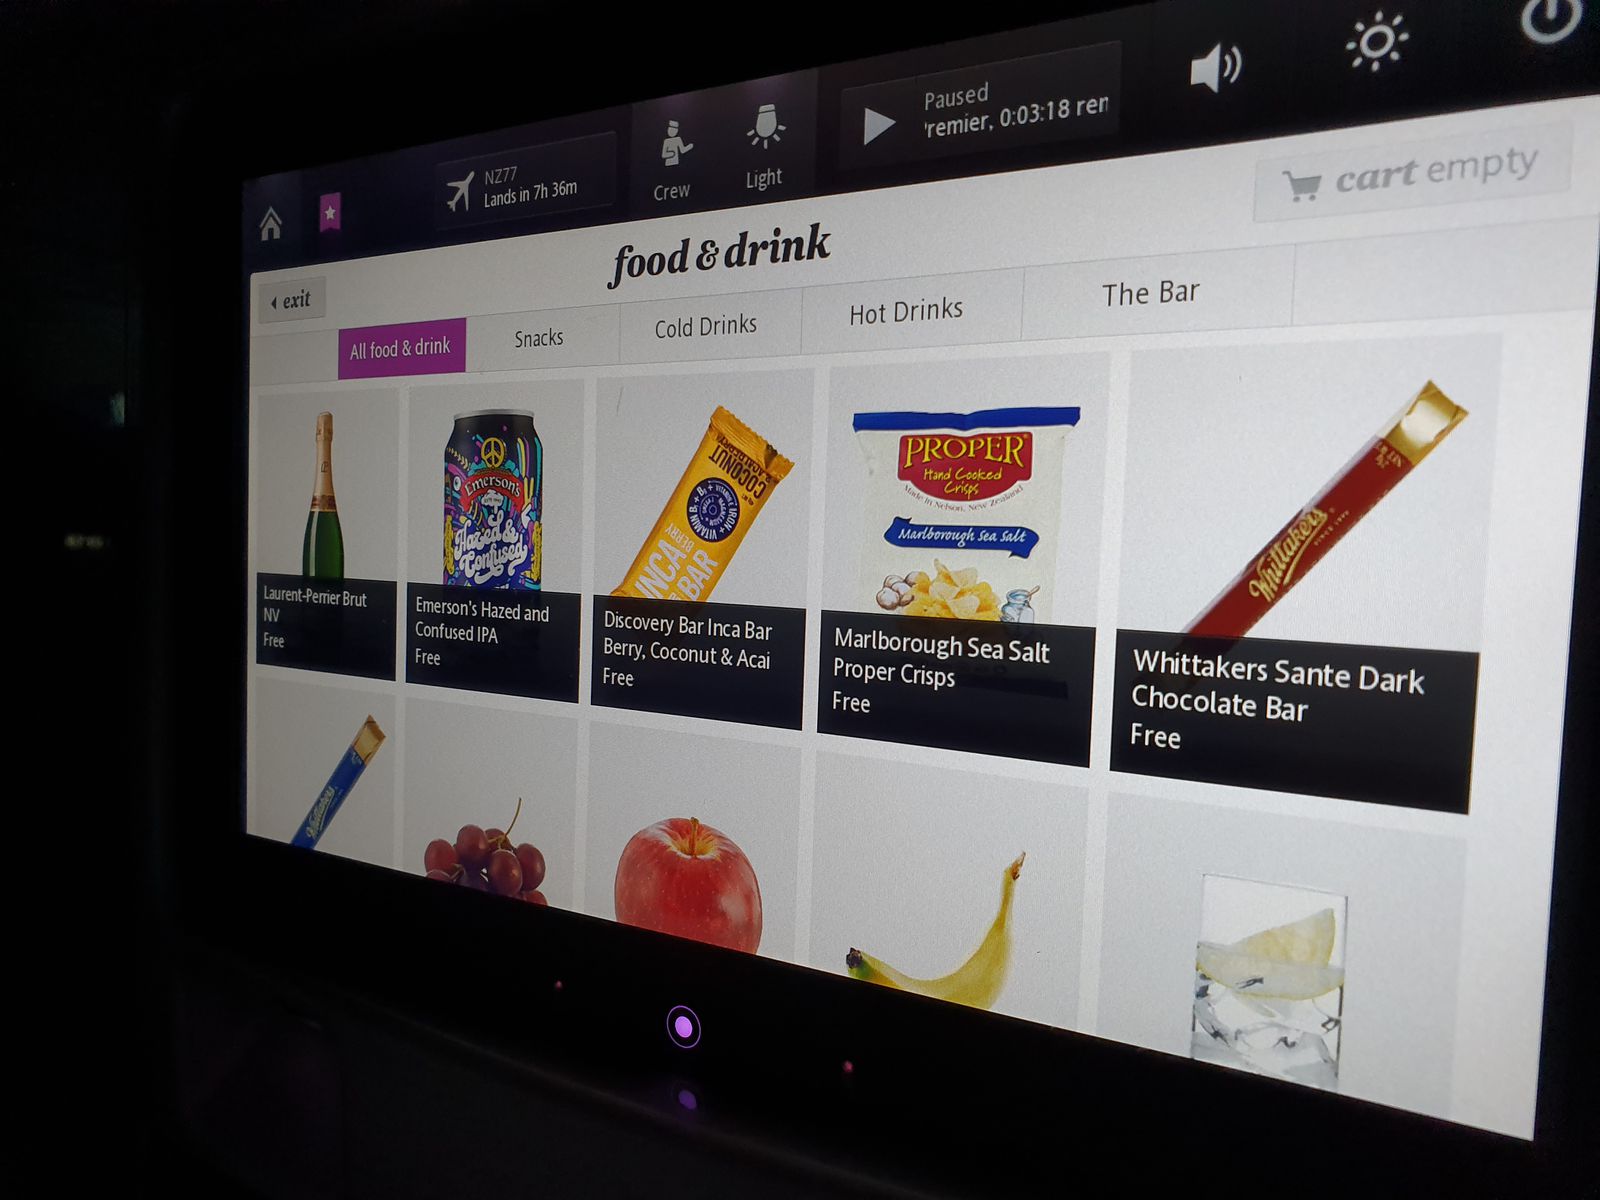 NZ77
Lands in 7h 36m
Crew
Light
Paused
'remier, 0:03:18 ren
cart empty
food & drink
exit
All food & drink
Snacks
Cold Drinks
Hot Drinks
The Bar
Emerson's
Hazed &
Confused
COCONUT
INCA
BERRY
BAR
PROPER
Hand Cooked
Crisps
Made in Nelson, New Zealand
Marlborough Sea Salt
Whittaker's
Laurent-Perrier Brut
NV
Free
Emerson's Hazed and
Confused IPA
Free
Discovery Bar Inca Bar
Berry, Coconut & Acai
Free
Marlborough Sea Salt
Proper Crisps
Free
Whittakers Sante Dark
Chocolate Bar
Free
Whittaker's